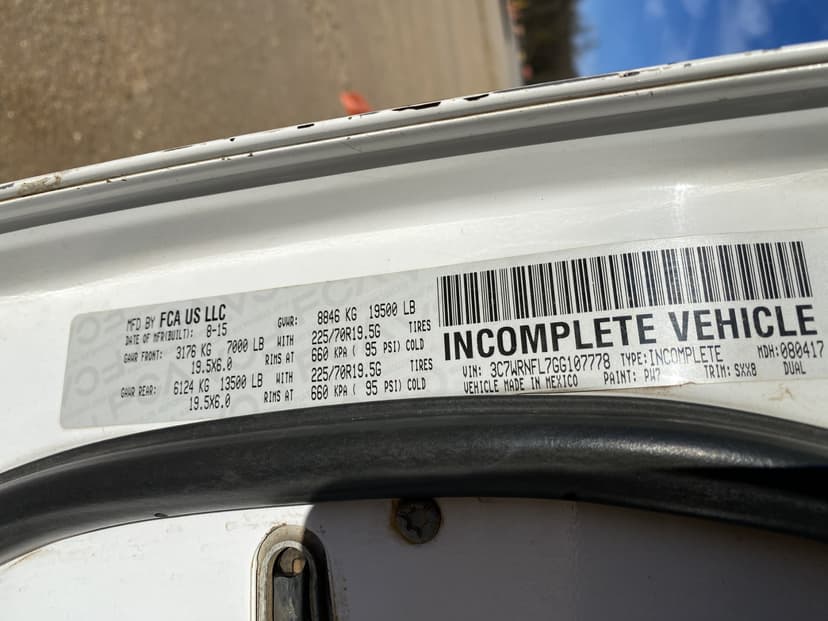 MFD BY FCA US LLC
DATE OF MFR(BUILT): 8-15
GVWR: 8846 KG 19500 LB
GAWR FRONT: 3176 KG 7000 LB WITH 225/70R19.5G TIRES
19.5X6.0 RIMS AT 660 KPA ( 95 PSI) COLD
GAWR REAR: 6124 KG 13500 LB WITH 225/70R19.5G TIRES
19.5X6.0 RIMS AT 660 KPA ( 95 PSI) COLD
INCOMPLETE VEHICLE
VIN: 3C7WRNFL7GG107778 TYPE:INCOMPLETE MDH:080417
VEHICLE MADE IN MEXICO PAINT: PW7 TRIM: SXX8 DUAL